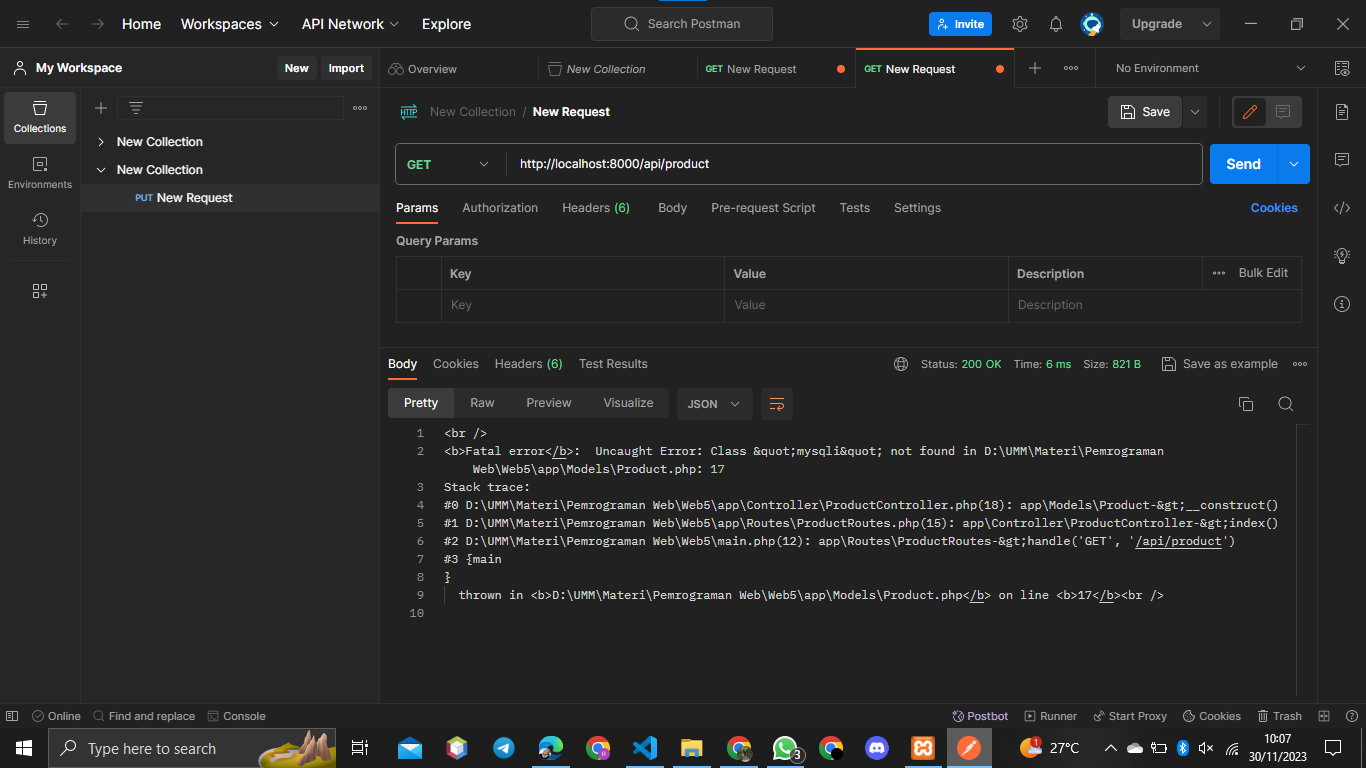 Home
Workspaces
API Network
Explore
Search Postman
Invite
Upgrade
My Workspace
New
Import
Overview
New Collection
GET New Request
GET New Request
No Environment
Collections
Environments
History
New Collection
New Collection
PUT New Request
HTTP
New Collection / New Request
Save
GET
http://localhost:8000/api/product
Send
Params
Authorization
Headers (6)
Body
Pre-request Script
Tests
Settings
Cookies
Query Params
Key
Value
Description
Bulk Edit
Key
Value
Description
Body
Cookies
Headers (6)
Test Results
Status: 200 OK
Time: 6 ms
Size: 821 B
Save as example
Pretty
Raw
Preview
Visualize
JSON
1 <br />
2 <b>Fatal error</b>:  Uncaught Error: Class &quot;mysqli&quot; not found in D:\UMM\Materi\Pemrograman
Web\Web5\app\Models\Product.php: 17
3 Stack trace:
4 #0 D:\UMM\Materi\Pemrograman Web\Web5\app\Controller\ProductController.php(18): app\Models\Product-&gt;__construct()
5 #1 D:\UMM\Materi\Pemrograman Web\Web5\app\Routes\ProductRoutes.php(15): app\Controller\ProductController-&gt;index()
6 #2 D:\UMM\Materi\Pemrograman Web\Web5\main.php(12): app\Routes\ProductRoutes-&gt;handle('GET', '/api/product')
7 #3 {main
8 }
9 thrown in <b>D:\UMM\Materi\Pemrograman Web\Web5\app\Models\Product.php</b> on line <b>17</b><br />
10
Online
Find and replace
Console
Postbot
Runner
Start Proxy
Cookies
Trash
Type here to search
3
1
27°C
10:07
30/11/2023